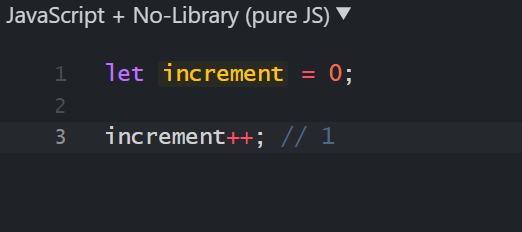 JavaScript + No-Library (pure JS) ▼
1 let increment = 0;
2
3 increment++; // 1